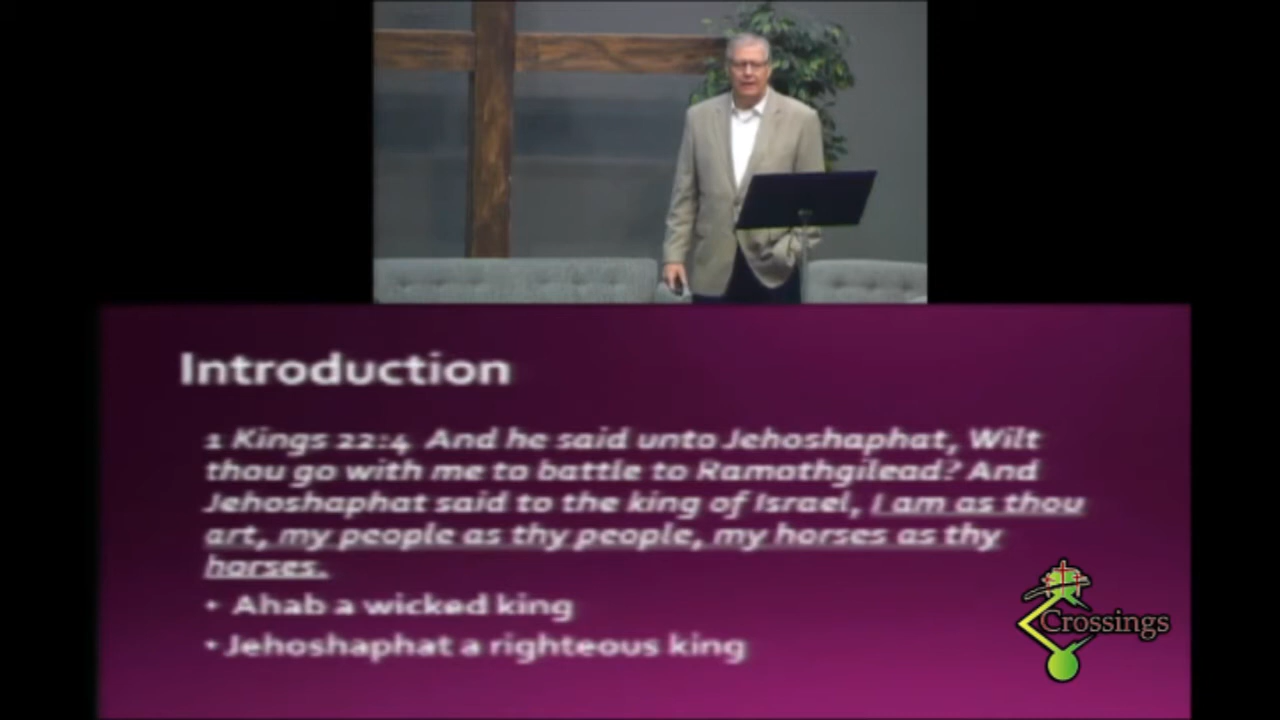 Introduction
1 Kings 22:4 And he said unto Jehoshaphat, Wilt
thou go with me to battle to Ramothgilead? And
Jehoshaphat said to the king of Israel, I am as thou
art, my people as thy people, my horses as thy
horses.
• Ahab a wicked king
• Jehoshaphat a righteous king
Crossings